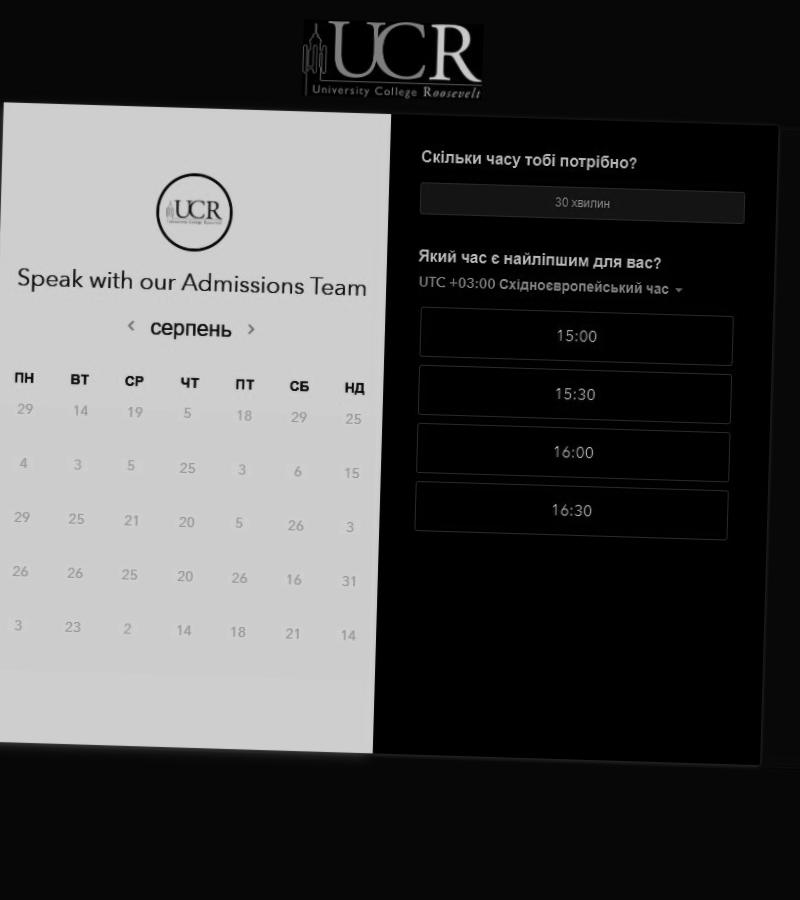 UCR
University College Roosevelt
UCR
Speak with our Admissions Team
серпень
ПН ВТ СР ЧТ ПТ СБ НД
29 14 19 5 18 29 25
4 3 5 25 3 6 15
29 25 21 20 5 26 3
26 26 25 20 26 16 31
3 23 2 14 18 21 14
Скільки часу тобі потрібно?
30 хвилин
Який час є найліпшим для вас?
UTC +03:00 Східноєвропейський час
15:00
15:30
16:00
16:30